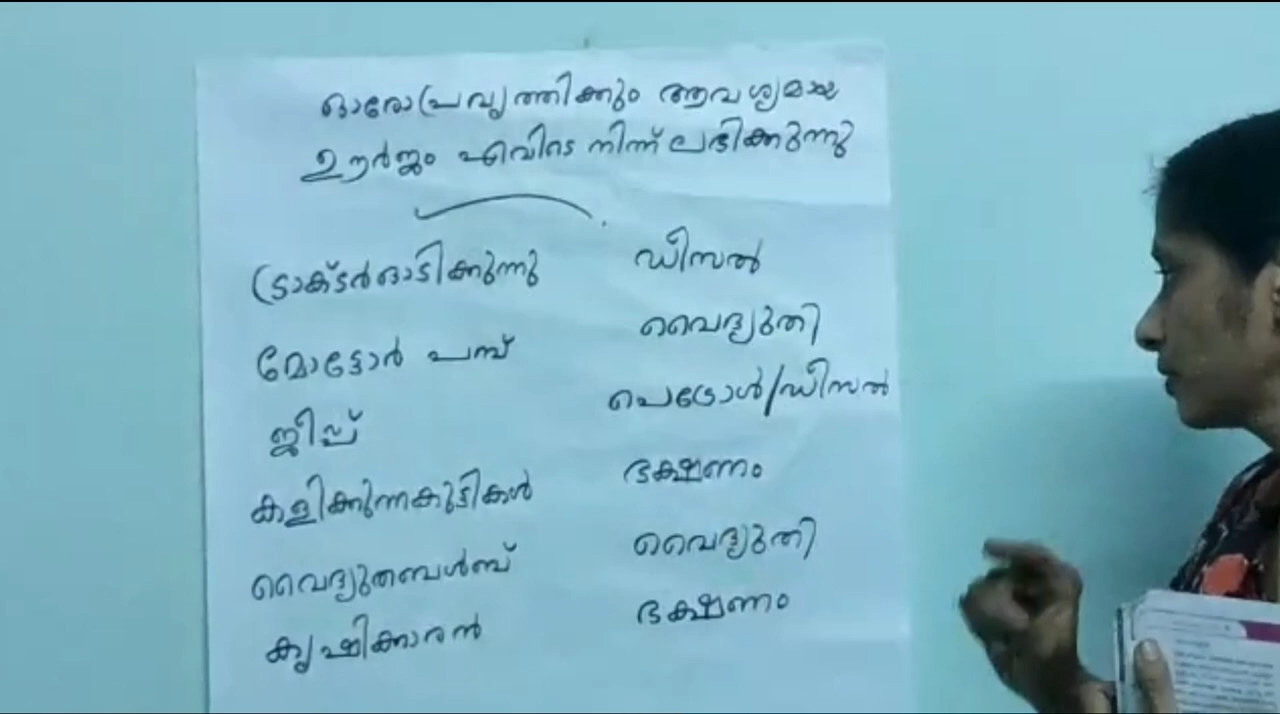 ഓരോപ്രവൃത്തിക്കും ആവശ്യമായ
ഊർജം എവിടെ നിന്ന് ലഭിക്കുന്നു
ട്രാക്ടർഓടിക്കുന്നു ഡീസൽ
മോട്ടോർ പമ്പ് വൈദ്യുതി
ജീപ്പ് പെട്രോൾ/ഡീസൽ
കളിക്കുന്നകുട്ടികൾ ഭക്ഷണം
വൈദ്യുതബൾബ് വൈദ്യുതി
കൃഷിക്കാരൻ ഭക്ഷണം